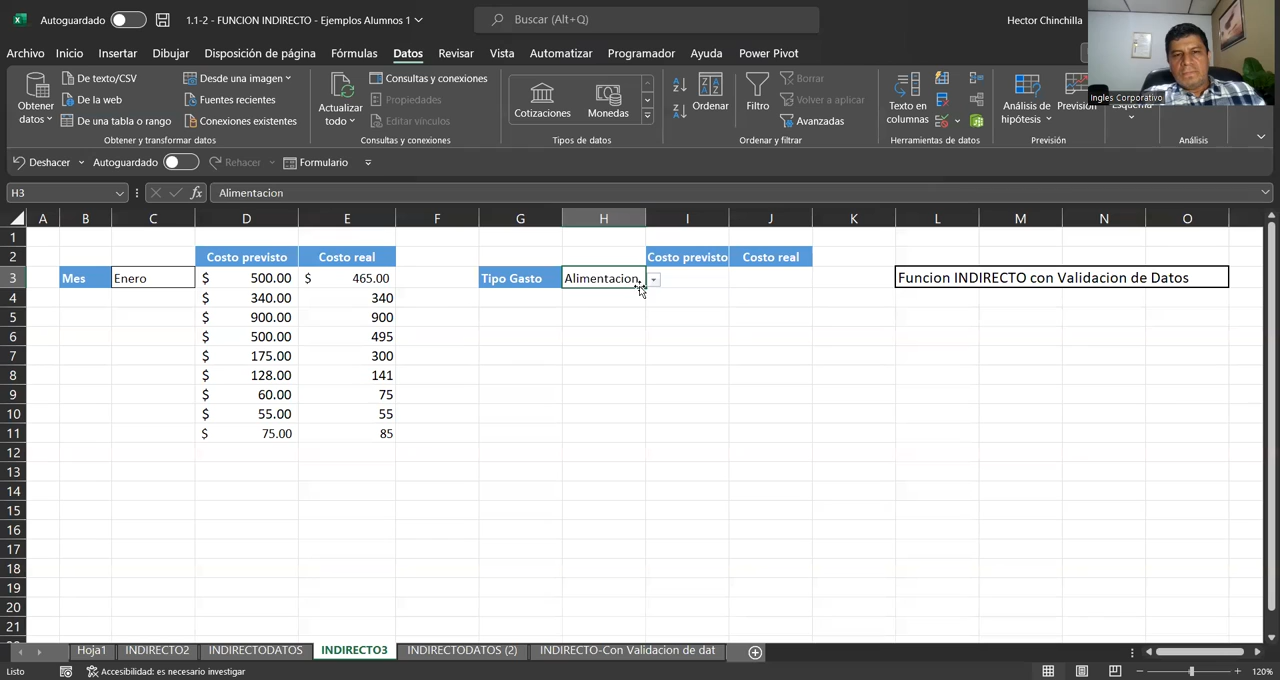 Autoguardado
1.1-2 - FUNCION INDIRECTO - Ejemplos Alumnos 1
Buscar (Alt+Q)
Hector Chinchilla
Archivo Inicio Insertar Dibujar Disposición de página Fórmulas Datos Revisar Vista Automatizar Programador Ayuda Power Pivot
Ingles Corporativo
Obtener datos
De texto/CSV
De la web
De una tabla o rango
Desde una imagen
Fuentes recientes
Conexiones existentes
Obtener y transformar datos
Actualizar todo
Consultas y conexiones
Propiedades
Editar vínculos
Consultas y conexiones
Cotizaciones
Monedas
Tipos de datos
Ordenar
Filtro
Borrar
Volver a aplicar
Avanzadas
Ordenar y filtrar
Texto en columnas
Herramientas de datos
Análisis de hipótesis
Previsión
Previsión
Análisis
Deshacer Autoguardado Rehacer Formulario
H3 fx Alimentacion
A B C D E F G H I J K L M N O
1
2 Costo previsto Costo real Costo previsto Costo real
3 Mes Enero $ 500.00 $ 465.00 Tipo Gasto Alimentacion Funcion INDIRECTO con Validacion de Datos
4 $ 340.00 340
5 $ 900.00 900
6 $ 500.00 495
7 $ 175.00 300
8 $ 128.00 141
9 $ 60.00 75
10 $ 55.00 55
11 $ 75.00 85
12
13
14
15
16
17
18
19
20
21
Hoja1 INDIRECTO2 INDIRECTODATOS INDIRECTO3 INDIRECTODATOS (2) INDIRECTO-Con Validacion de dat
Listo Accesibilidad: es necesario investigar 120%